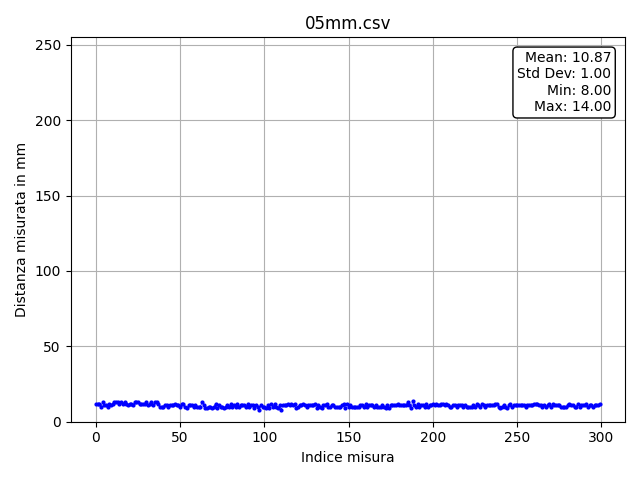 05mm.csv
Mean: 10.87
Std Dev: 1.00
Min: 8.00
Max: 14.00
Distanza misurata in mm
250
200
150
100
50
0
0 50 100 150 200 250 300
Indice misura